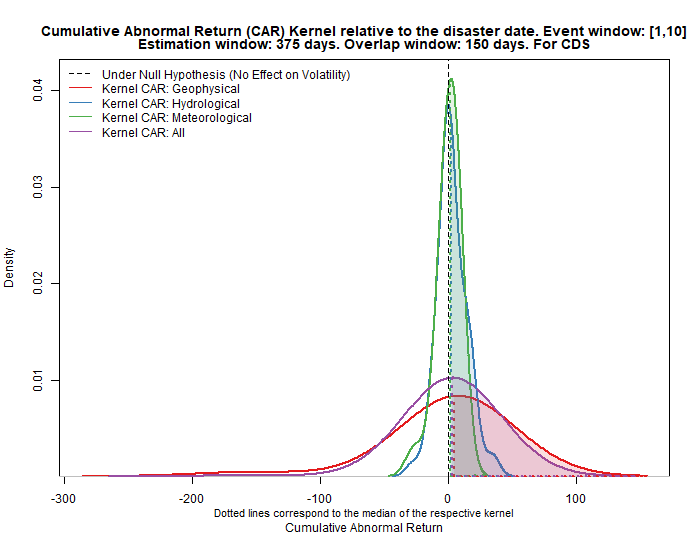 Cumulative Abnormal Return (CAR) Kernel relative to the disaster date. Event window: [1,10]
Estimation window: 375 days. Overlap window: 150 days. For CDS
Under Null Hypothesis (No Effect on Volatility)
Kernel CAR: Geophysical
Kernel CAR: Hydrological
Kernel CAR: Meteorological
Kernel CAR: All
Density
0.04
0.03
0.02
0.01
-300
-200
-100
0
100
Dotted lines correspond to the median of the respective kernel
Cumulative Abnormal Return